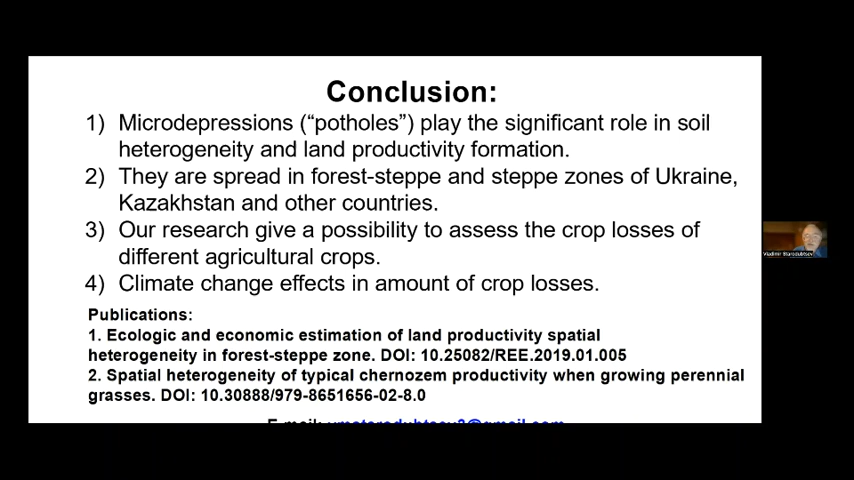 Conclusion:
1) Microdepressions (“potholes”) play the significant role in soil
heterogeneity and land productivity formation.
2) They are spread in forest-steppe and steppe zones of Ukraine,
Kazakhstan and other countries.
3) Our research give a possibility to assess the crop losses of
different agricultural crops.
4) Climate change effects in amount of crop losses.
Publications:
1. Ecologic and economic estimation of land productivity spatial
heterogeneity in forest-steppe zone. DOI: 10.25082/REE.2019.01.005
2. Spatial heterogeneity of typical chernozem productivity when growing perennial
grasses. DOI: 10.30888/979-8651656-02-8.0
E-mail:
Vladimir